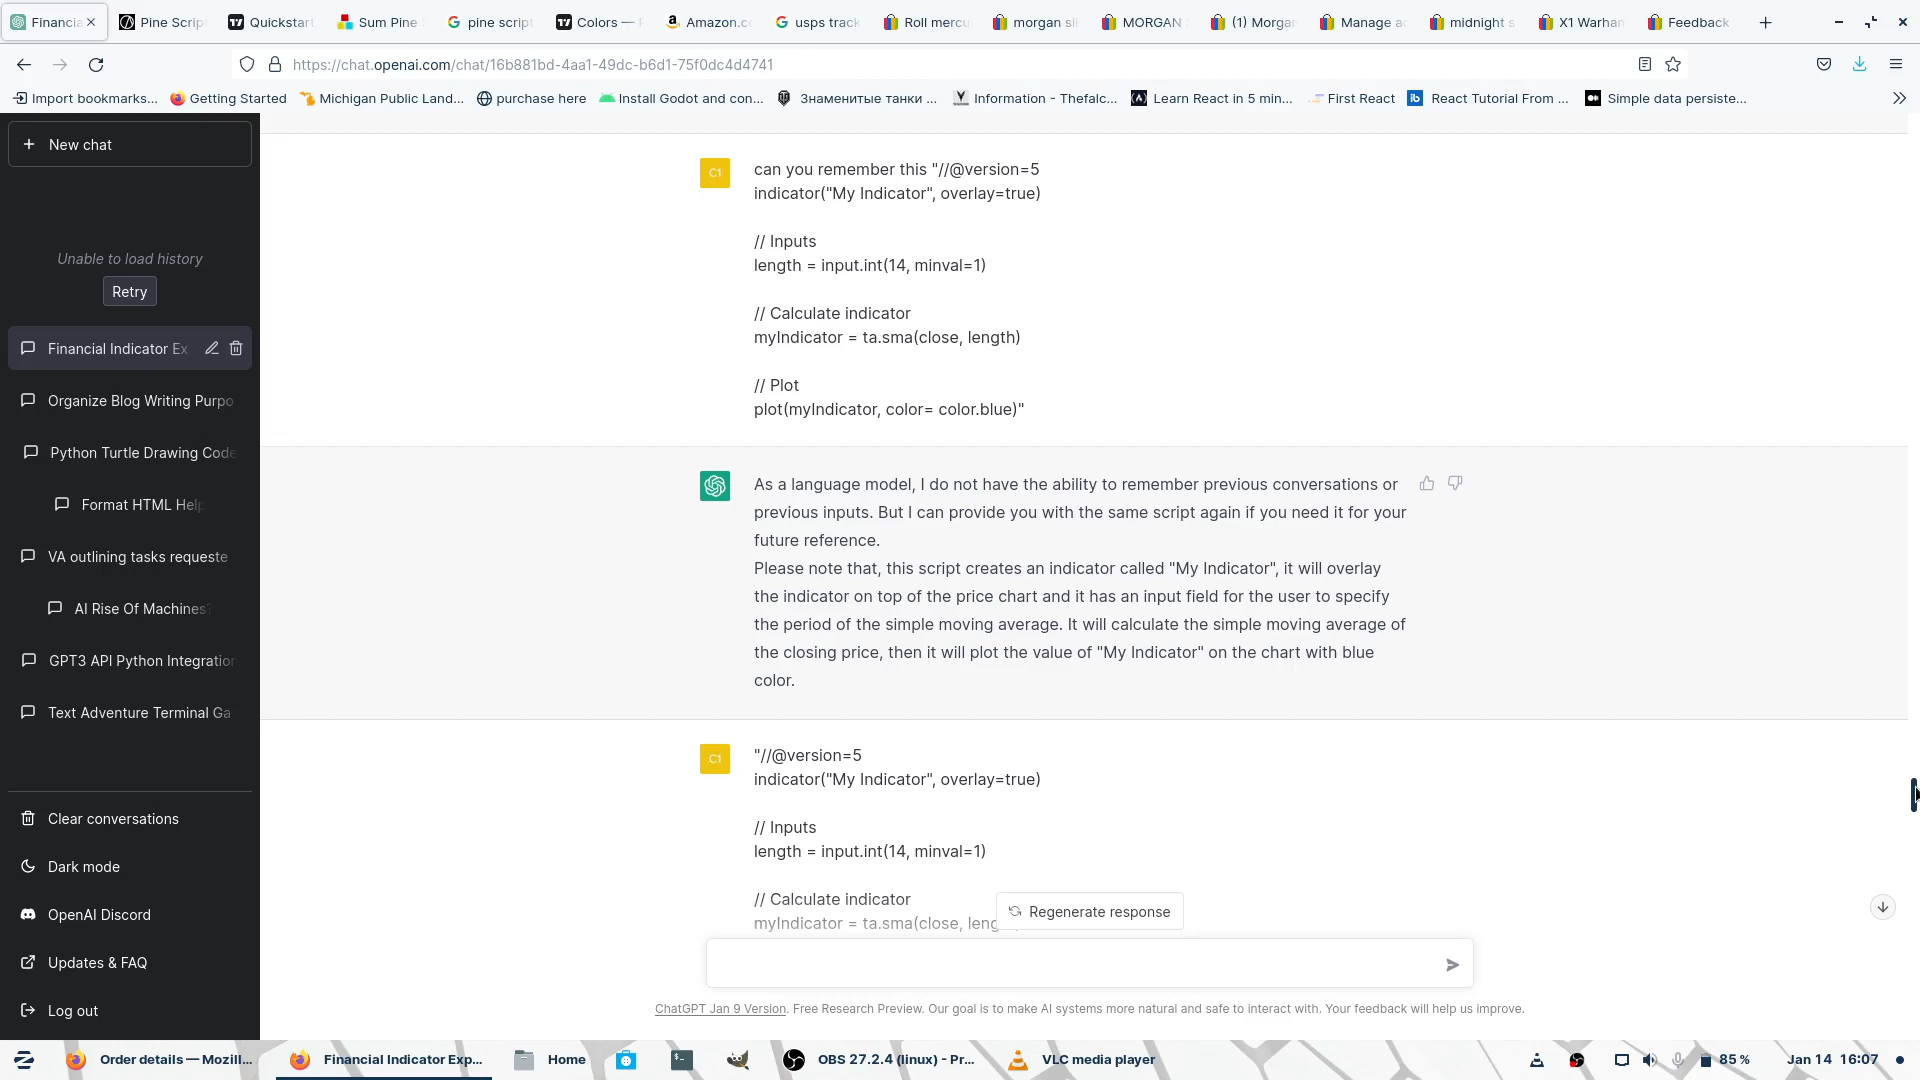 Financia
Pine Scrip
Quickstart
Sum Pine
pine script
Colors —
Amazon.c
usps track
Roll mercu
morgan sil
MORGAN
(1) Morga
Manage a
midnight s
X1 Warhan
Feedback
https://chat.openai.com/chat/16b881bd-4aa1-49dc-b6d1-75f0dc4d4741
Import bookmarks...
Getting Started
Michigan Public Land...
purchase here
Install Godot and con...
Знаменитые танки ...
Information - Thefalc...
Learn React in 5 min...
First React
React Tutorial From ...
Simple data persiste...
New chat
Unable to load history
Retry
Financial Indicator Ex
Organize Blog Writing Purpo
Python Turtle Drawing Code
Format HTML Help
VA outlining tasks requeste
AI Rise Of Machines?
GPT3 API Python Integration
Text Adventure Terminal Ga
Clear conversations
Dark mode
OpenAI Discord
Updates & FAQ
Log out
C1
can you remember this "//@version=5
indicator("My Indicator", overlay=true)
// Inputs
length = input.int(14, minval=1)
// Calculate indicator
myIndicator = ta.sma(close, length)
// Plot
plot(myIndicator, color= color.blue)"
As a language model, I do not have the ability to remember previous conversations or
previous inputs. But I can provide you with the same script again if you need it for your
future reference.
Please note that, this script creates an indicator called "My Indicator", it will overlay
the indicator on top of the price chart and it has an input field for the user to specify
the period of the simple moving average. It will calculate the simple moving average of
the closing price, then it will plot the value of "My Indicator" on the chart with blue
color.
C1
"//@version=5
indicator("My Indicator", overlay=true)
// Inputs
length = input.int(14, minval=1)
// Calculate indicator
myIndicator = ta.sma(close, leng
Regenerate response
ChatGPT Jan 9 Version. Free Research Preview. Our goal is to make AI systems more natural and safe to interact with. Your feedback will help us improve.
Order details — Mozill...
Financial Indicator Exp...
Home
OBS 27.2.4 (linux) - Pr...
VLC media player
85 %
Jan 14 16:07